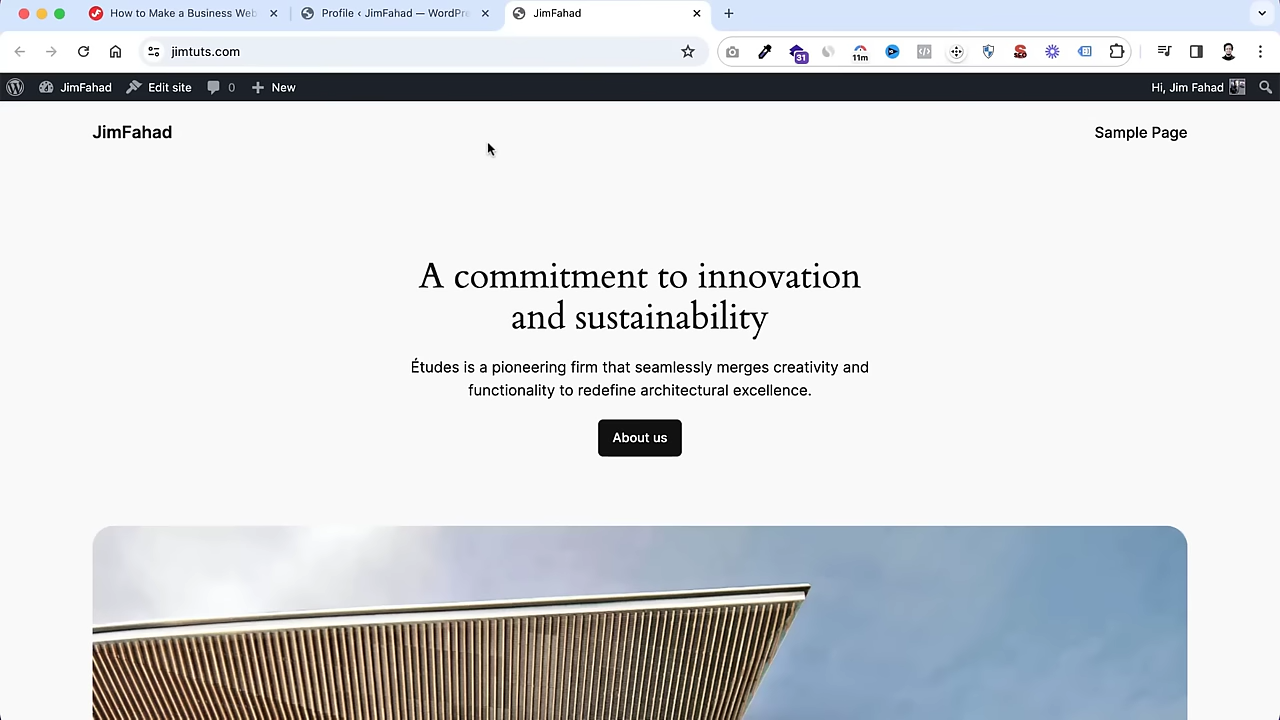 How to Make a Business Web
Profile ‹ JimFahad — WordPre
JimFahad
jimtuts.com
31
11m
JimFahad
Edit site
0
New
Hi, Jim Fahad
JimFahad
Sample Page
A commitment to innovation
and sustainability
Études is a pioneering firm that seamlessly merges creativity and
functionality to redefine architectural excellence.
About us